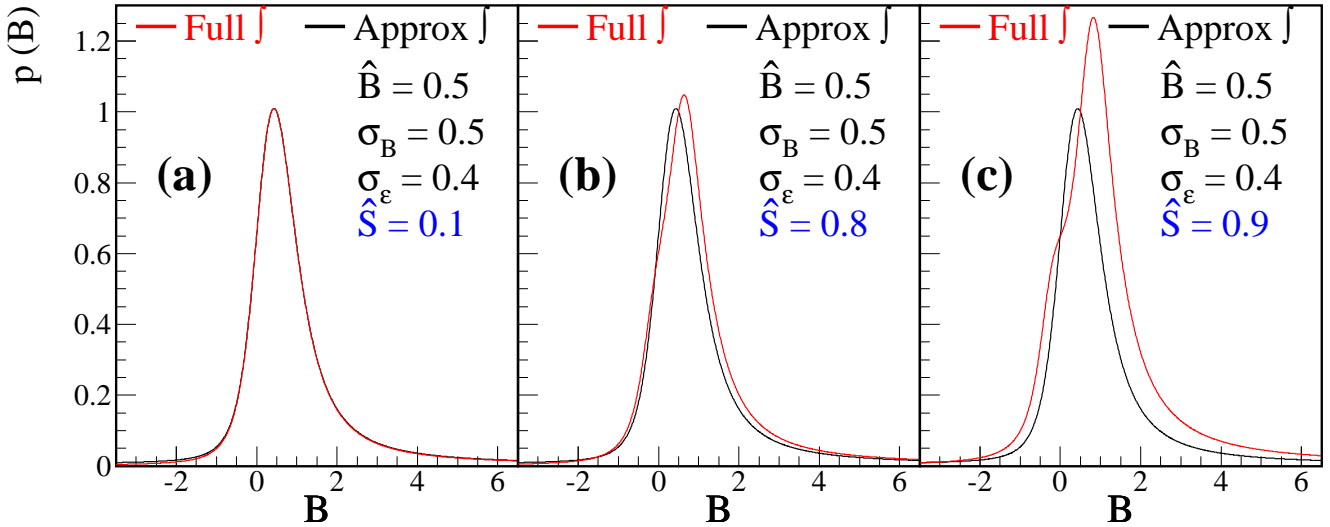 Full ∫ Approx ∫
B̂ = 0.5
σ_B = 0.5
σ_ε = 0.4
Ŝ = 0.1
(a)
Full ∫ Approx ∫
B̂ = 0.5
σ_B = 0.5
σ_ε = 0.4
Ŝ = 0.8
(b)
Full ∫ Approx ∫
B̂ = 0.5
σ_B = 0.5
σ_ε = 0.4
Ŝ = 0.9
(c)
p (B)
1.2
1
0.8
0.6
0.4
0.2
0
-2 0 2 4 6
-2 0 2 4 6
-2 0 2 4 6
B
B
B